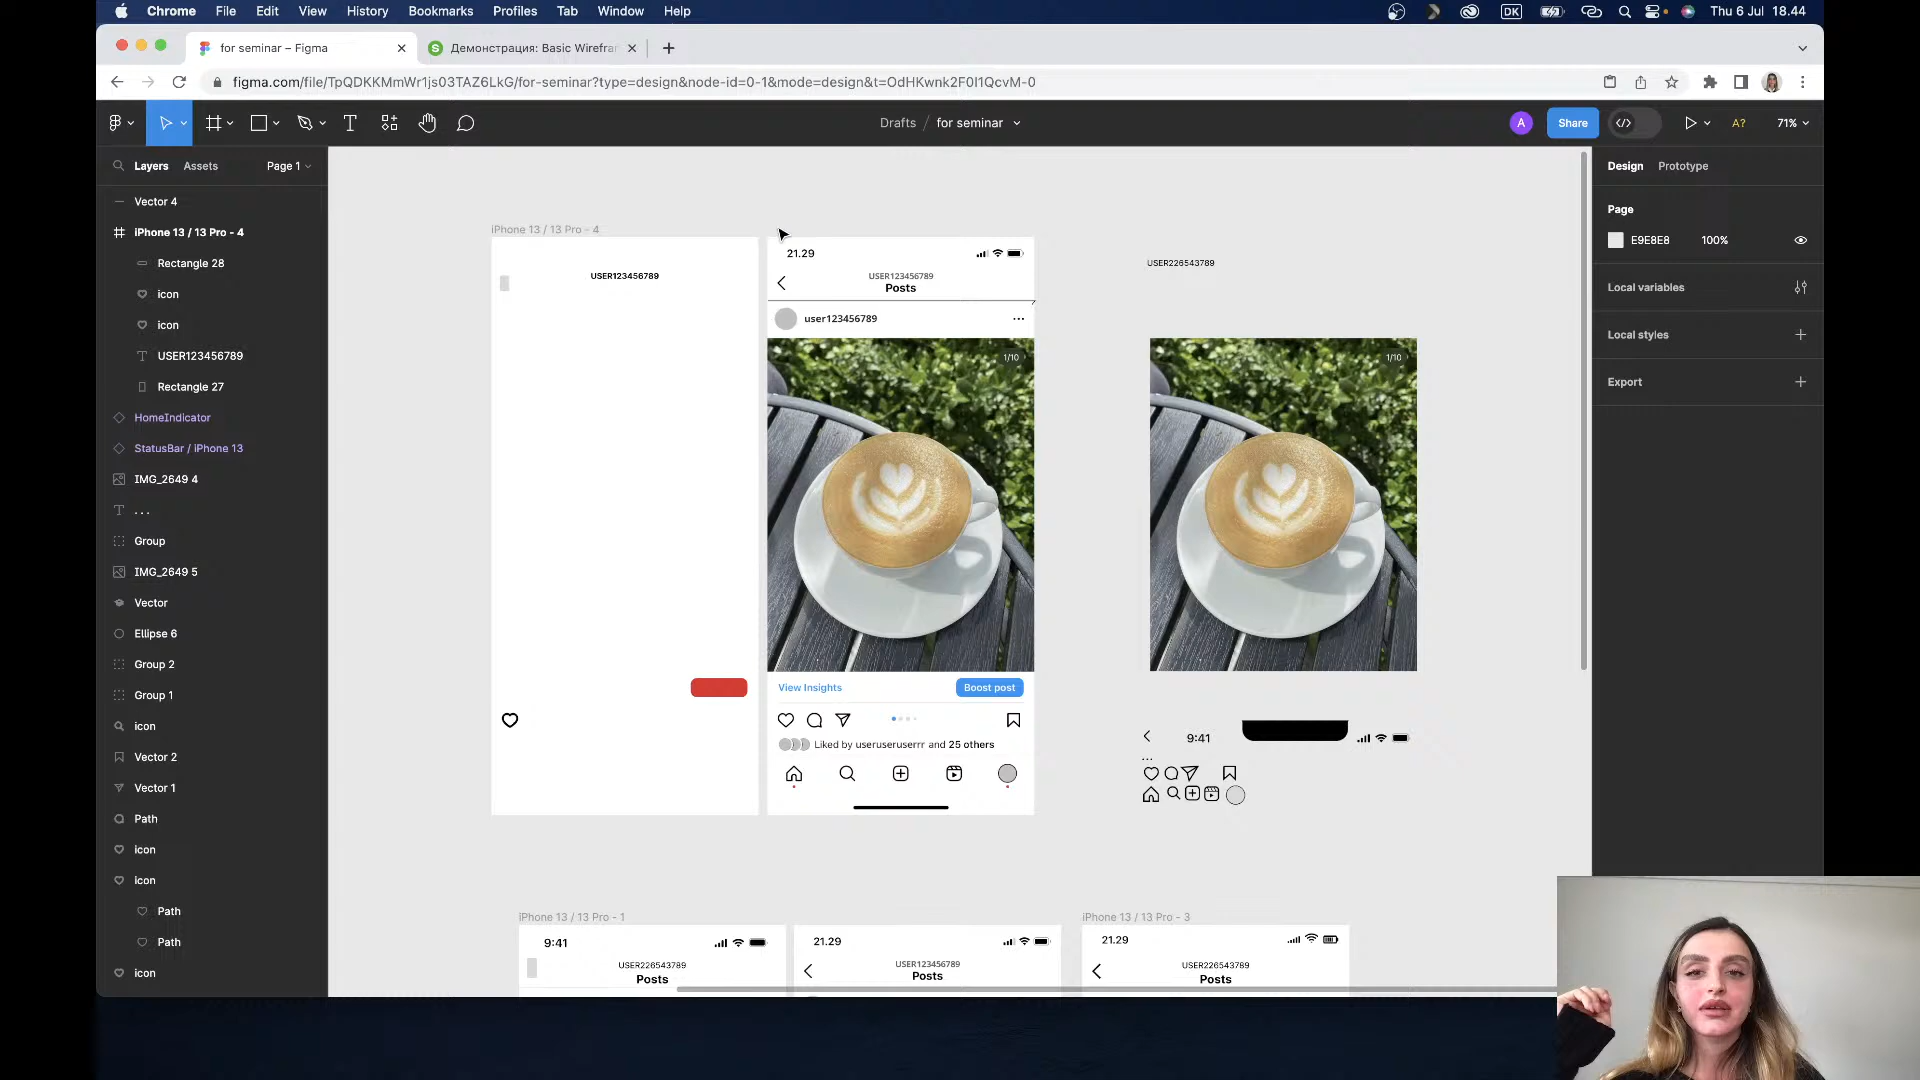 Chrome File Edit View History Bookmarks Profiles Tab Window Help
DK Thu 6 Jul 18.44
for seminar – Figma
Демонстрация: Basic Wirefra
figma.com/file/TpQDKKMmWr1js03TAZ6LkG/for-seminar?type=design&node-id=0-1&mode=design&t=OdHKwnk2F0I1QcvM-0
Drafts / for seminar
A
Share
A?
71%
Layers Assets Page 1
Design Prototype
Vector 4
iPhone 13 / 13 Pro - 4
Rectangle 28
icon
icon
USER123456789
Rectangle 27
HomeIndicator
StatusBar / iPhone 13
IMG_2649 4
. . .
Group
IMG_2649 5
Vector
Ellipse 6
Group 2
Group 1
icon
Vector 2
Vector 1
Path
icon
icon
Path
Path
icon
Page
E9E8E8 100%
Local variables
Local styles
Export
iPhone 13 / 13 Pro - 4
USER123456789
21.29
USER123456789
Posts
user123456789
...
1/10
View Insights
Boost post
Liked by useruseruserrr and 25 others
USER226543789
1/10
9:41
...
iPhone 13 / 13 Pro - 1
9:41
USER226543789
Posts
21.29
USER123456789
Posts
iPhone 13 / 13 Pro - 3
21.29
USER226543789
Posts